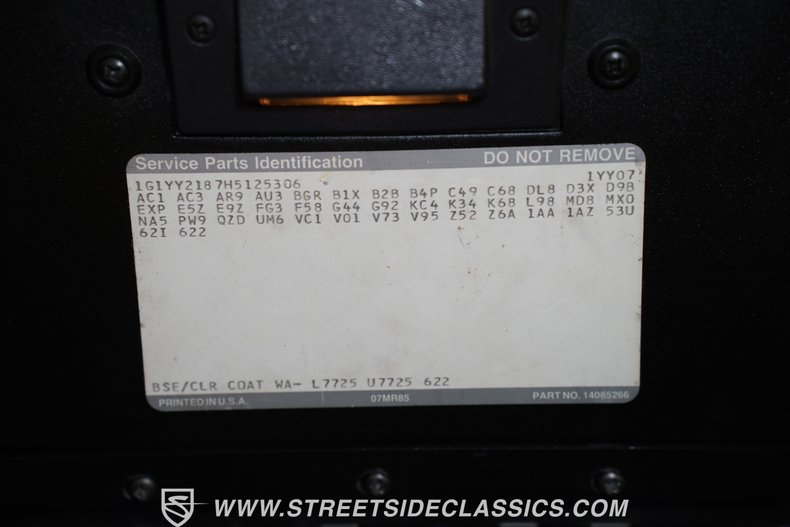 Service Parts Identification DO NOT REMOVE
1G1YY2187H5125306 1YY07
AC1 AC3 AR9 AU3 BGR B1X B2B B4P C49 C68 DL8 D3X D9B
EXP E5Z E9Z FG3 F58 G44 G92 KC4 K34 K68 L98 MD8 MX0
NA5 PW9 QZD UM6 VC1 V01 V73 V95 Z52 Z6A 1AA 1AZ 53U
62I 622
BSE/CLR COAT WA- L7725 U7725 622
PRINTED IN U.S.A. 07MR85 PART NO. 14085266
WWW.STREETSIDECLASSICS.COM